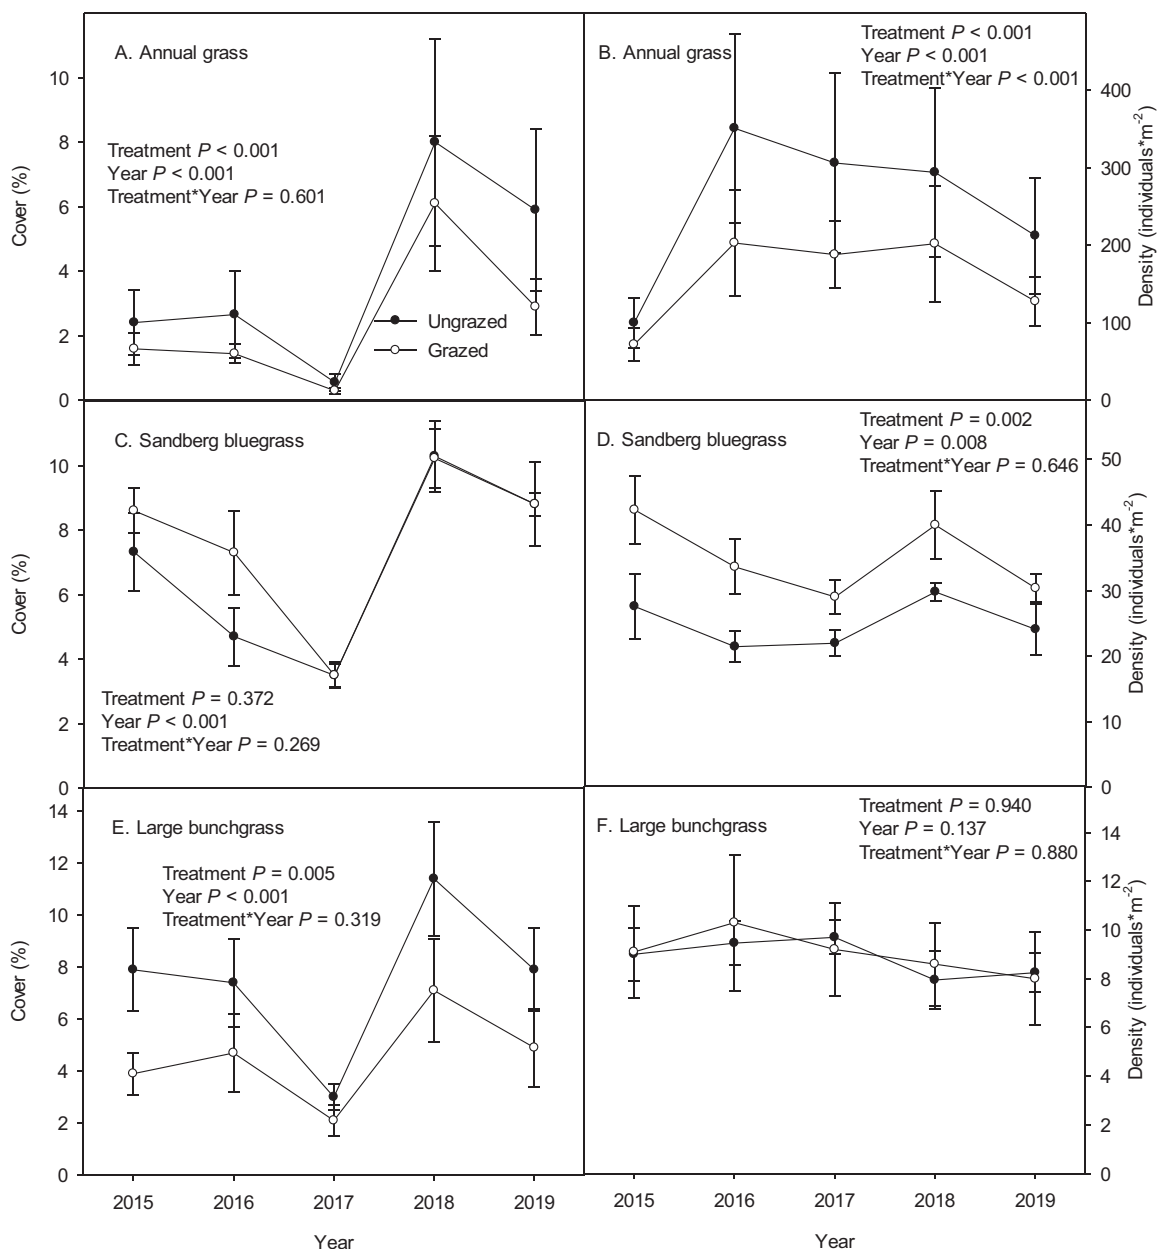 A. Annual grass
Treatment P < 0.001
Year P < 0.001
Treatment*Year P = 0.601
Ungrazed
Grazed
Cover (%)
10
8
6
4
2
0
B. Annual grass
Treatment P < 0.001
Year P < 0.001
Treatment*Year P < 0.001
400
300
200
100
0
Density (individuals*m-2)
C. Sandberg bluegrass
Treatment P = 0.372
Year P < 0.001
Treatment*Year P = 0.269
Cover (%)
10
8
6
4
2
0
D. Sandberg bluegrass
Treatment P = 0.002
Year P = 0.008
Treatment*Year P = 0.646
50
40
30
20
10
0
Density (individuals*m-2)
E. Large bunchgrass
Treatment P = 0.005
Year P < 0.001
Treatment*Year P = 0.319
Cover (%)
14
12
10
8
6
4
2
0
2015 2016 2017 2018 2019
Year
F. Large bunchgrass
Treatment P = 0.940
Year P = 0.137
Treatment*Year P = 0.880
14
12
10
8
6
4
2
0
Density (individuals*m-2)
2015 2016 2017 2018 2019
Year